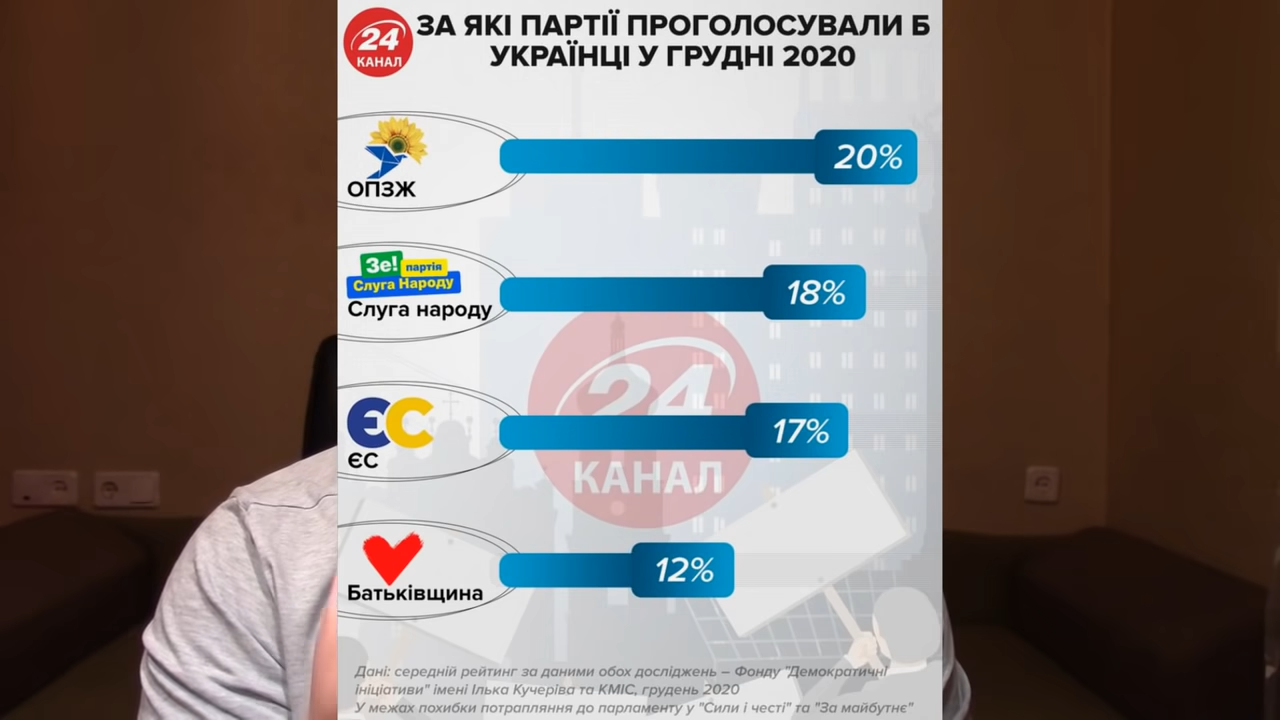 24
КАНАЛ
ЗА ЯКІ ПАРТІЇ ПРОГОЛОСУВАЛИ Б
УКРАЇНЦІ У ГРУДНІ 2020
ОПЗЖ
20%
Зе! партія
Слуга Народу
Слуга народу
18%
ЄС
ЄС
17%
24
КАНАЛ
Батьківщина
12%
Дані: середній рейтинг за даними обох досліджень – Фонду "Демократичні
ініціативи" імені Ілька Кучеріва та КМІС, грудень 2020
У межах похибки потрапляння до парламенту у "Сили і честі" та "За майбутнє"